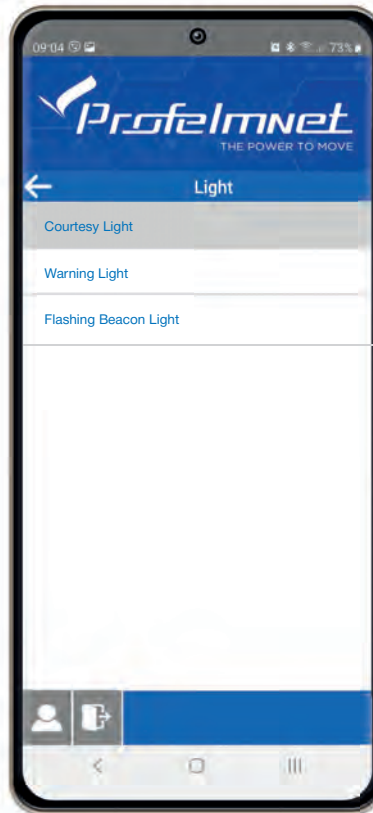 09:04
73%
Profelmnet
THE POWER TO MOVE
Light
Courtesy Light
Warning Light
Flashing Beacon Light